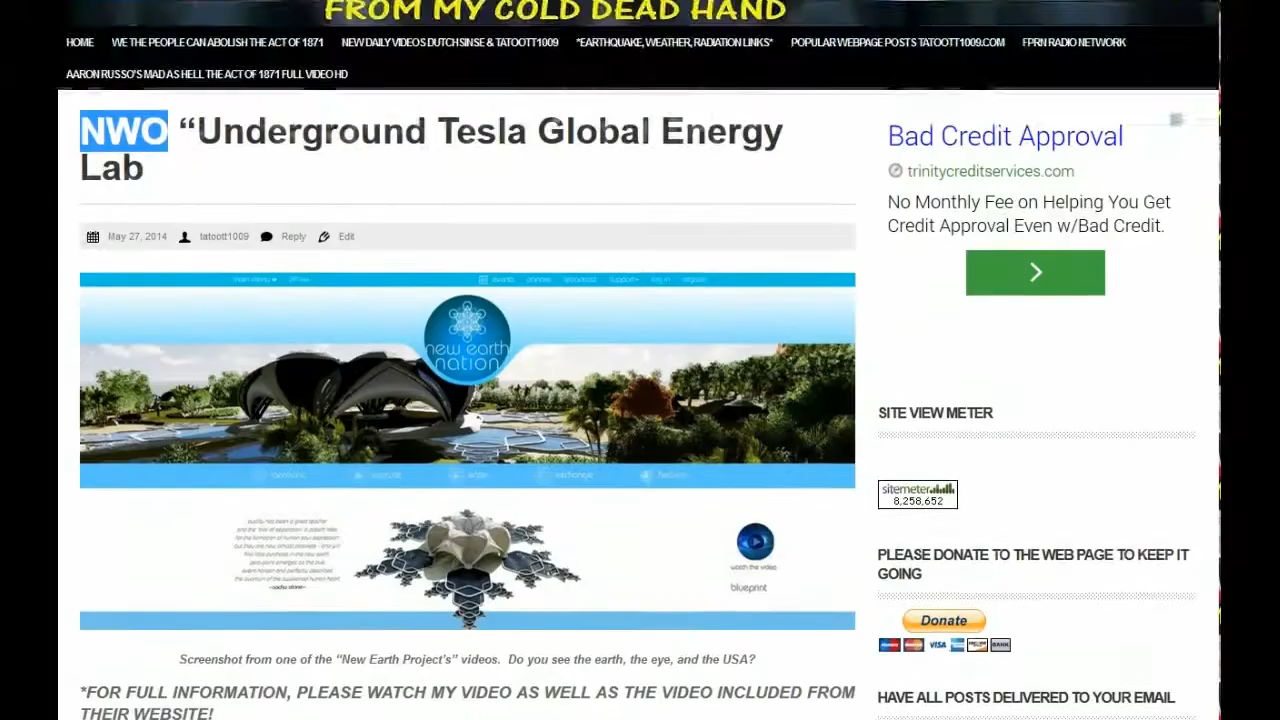 FROM MY COLD DEAD HAND
HOME WE THE PEOPLE CAN ABOLISH THE ACT OF 1871 NEW DAILY VIDEOS DUTCHSINSE & TATOOTT1009 *EARTHQUAKE, WEATHER, RADIATION LINKS* POPULAR WEBPAGE POSTS TATOOTT1009.COM FPRN RADIO NETWORK
AARON RUSSO'S MAD AS HELL THE ACT OF 1871 FULL VIDEO HD
NWO “Underground Tesla Global Energy
Lab
May 27, 2014 tatoott1009 Reply Edit
new earth
nation
exchange
watch the video
blueprint
Screenshot from one of the “New Earth Project’s” videos. Do you see the earth, the eye, and the USA?
*FOR FULL INFORMATION, PLEASE WATCH MY VIDEO AS WELL AS THE VIDEO INCLUDED FROM
THEIR WEBSITE!
Bad Credit Approval
trinitycreditservices.com
No Monthly Fee on Helping You Get
Credit Approval Even w/Bad Credit.
SITE VIEW METER
sitemeter
8,258,652
PLEASE DONATE TO THE WEB PAGE TO KEEP IT
GOING
Donate
VISA
BANK
HAVE ALL POSTS DELIVERED TO YOUR EMAIL